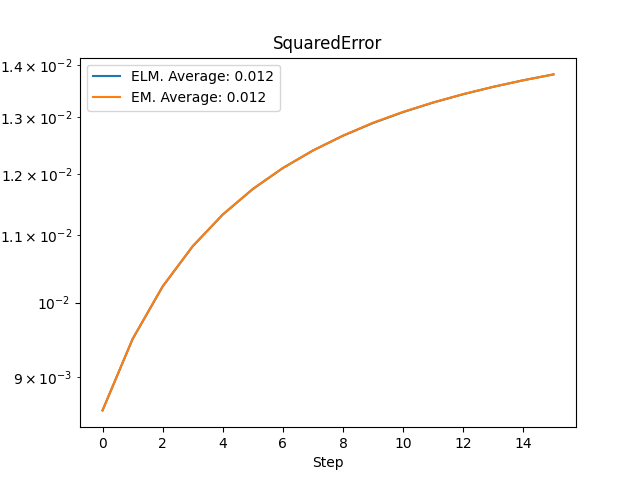 SquaredError
ELM. Average: 0.012
EM. Average: 0.012
1.4 × 10⁻²
1.3 × 10⁻²
1.2 × 10⁻²
1.1 × 10⁻²
10⁻²
9 × 10⁻³
0 2 4 6 8 10 12 14
Step